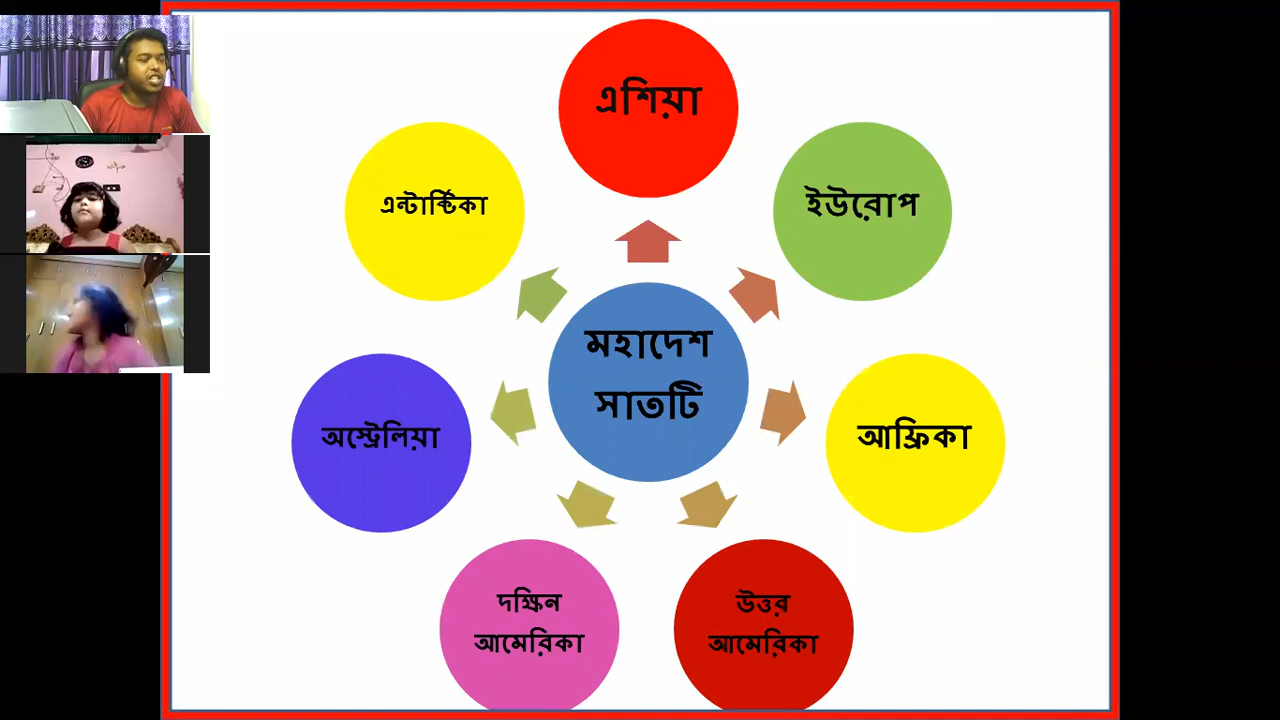 এশিয়া
ইউরোপ
আফ্রিকা
উত্তর
আমেরিকা
দক্ষিন
আমেরিকা
অস্ট্রেলিয়া
এন্টার্কটিকা
মহাদেশ
সাতটি